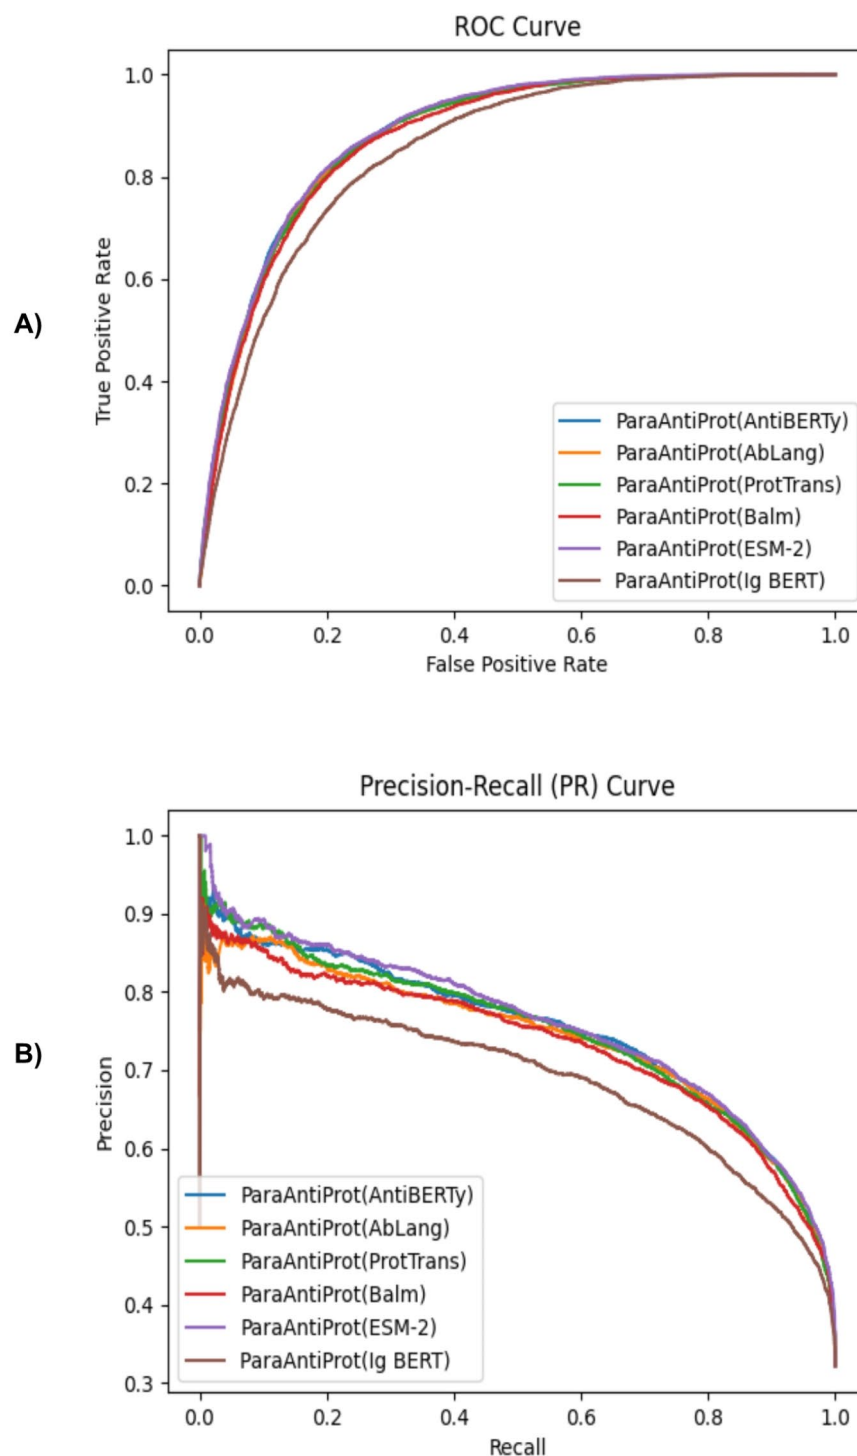 ROC Curve
1.0
0.8
0.6
0.4
0.2
0.0
True Positive Rate
A)
ParaAntiProt(AntiBERTy)
ParaAntiProt(AbLang)
ParaAntiProt(ProtTrans)
ParaAntiProt(Balm)
ParaAntiProt(ESM-2)
ParaAntiProt(Ig BERT)
0.0 0.2 0.4 0.6 0.8 1.0
False Positive Rate
Precision-Recall (PR) Curve
1.0
0.9
0.8
0.7
0.6
0.5
0.4
0.3
Precision
B)
ParaAntiProt(AntiBERTy)
ParaAntiProt(AbLang)
ParaAntiProt(ProtTrans)
ParaAntiProt(Balm)
ParaAntiProt(ESM-2)
ParaAntiProt(Ig BERT)
0.0 0.2 0.4 0.6 0.8 1.0
Recall